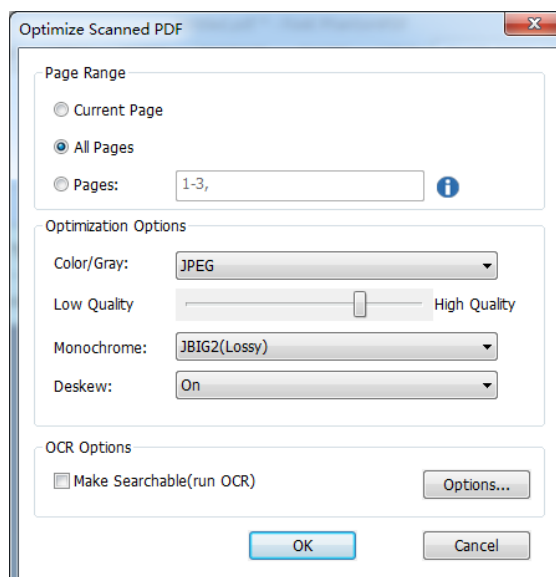 Optimize Scanned PDF
Page Range
Current Page
All Pages
Pages: 1-3,
Optimization Options
Color/Gray: JPEG
Low Quality High Quality
Monochrome: JBIG2(Lossy)
Deskew: On
OCR Options
Make Searchable(run OCR) Options...
OK Cancel